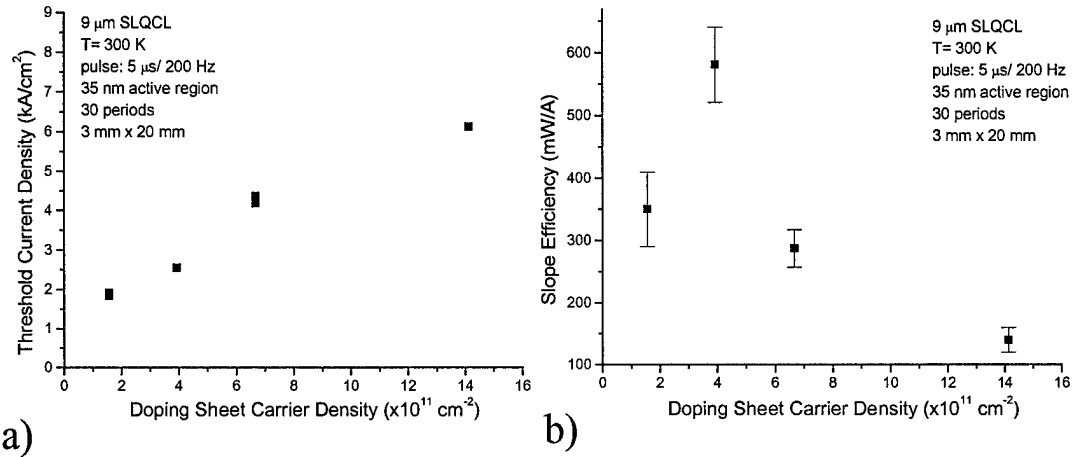 9 μm SLQCL
T= 300 K
pulse: 5 μs/ 200 Hz
35 nm active region
30 periods
3 mm x 20 mm
Threshold Current Density (kA/cm²)
9
8
7
6
5
4
3
2
1
0
0 2 4 6 8 10 12 14 16
Doping Sheet Carrier Density (x10¹¹ cm⁻²)
a)
9 μm SLQCL
T= 300 K
pulse: 5 μs/ 200 Hz
35 nm active region
30 periods
3 mm x 20 mm
Slope Efficiency (mW/A)
600
500
400
300
200
100
0 2 4 6 8 10 12 14 16
Doping Sheet Carrier Density (x10¹¹ cm⁻²)
b)